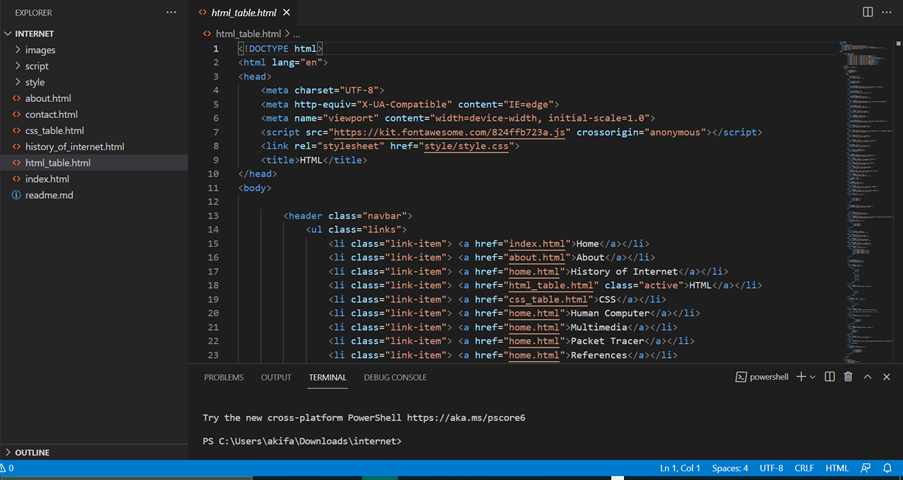 EXPLORER
INTERNET
images
script
style
about.html
contact.html
css_table.html
history_of_internet.html
html_table.html
index.html
readme.md
OUTLINE
html_table.html
html_table.html > ...
1 <!DOCTYPE html>
2 <html lang="en">
3 <head>
4 <meta charset="UTF-8">
5 <meta http-equiv="X-UA-Compatible" content="IE=edge">
6 <meta name="viewport" content="width=device-width, initial-scale=1.0">
7 <script src="https://kit.fontawesome.com/824ffb723a.js" crossorigin="anonymous"></script>
8 <link rel="stylesheet" href="style/style.css">
9 <title>HTML</title>
10 </head>
11 <body>
12
13 <header class="navbar">
14 <ul class="links">
15 <li class="link-item"> <a href="index.html">Home</a></li>
16 <li class="link-item"> <a href="about.html">About</a></li>
17 <li class="link-item"> <a href="home.html">History of Internet</a></li>
18 <li class="link-item"> <a href="html_table.html" class="active">HTML</a></li>
19 <li class="link-item"> <a href="css_table.html">CSS</a></li>
20 <li class="link-item"> <a href="home.html">Human Computer</a></li>
21 <li class="link-item"> <a href="home.html">Multimedia</a></li>
22 <li class="link-item"> <a href="home.html">Packet Tracer</a></li>
23 <li class="link-item"> <a href="home.html">References</a></li>
PROBLEMS OUTPUT TERMINAL DEBUG CONSOLE powershell
Try the new cross-platform PowerShell https://aka.ms/pscore6
PS C:\Users\akifa\Downloads\internet>
0 Ln 1, Col 1 Spaces: 4 UTF-8 CRLF HTML